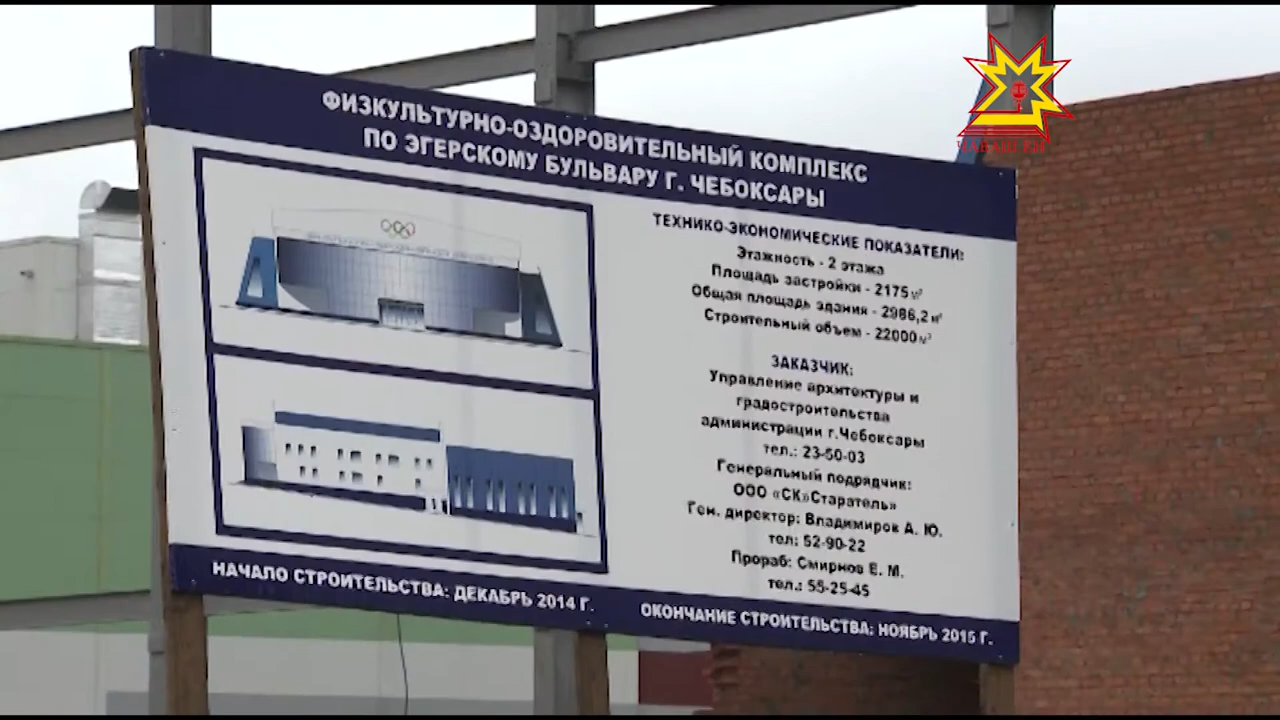 ФИЗКУЛЬТУРНО-ОЗДОРОВИТЕЛЬНЫЙ КОМПЛЕКС
ПО ЭГЕРСКОМУ БУЛЬВАРУ Г. ЧЕБОКСАРЫ
ТЕХНИКО-ЭКОНОМИЧЕСКИЕ ПОКАЗАТЕЛИ:
Этажность - 2 этажа
Площадь застройки - 2175 м²
Общая площадь здания - 2986,2 м²
Строительный объем - 22000 м³
ЗАКАЗЧИК:
Управление архитектуры и
градостроительства
администрации г.Чебоксары
тел.: 23-50-03
Генеральный подрядчик:
ООО «СК»Старатель»
Ген. директор: Владимиров А. Ю.
тел: 52-90-22
Прораб: Смирнов Е. М.
тел.: 55-25-45
НАЧАЛО СТРОИТЕЛЬСТВА: ДЕКАБРЬ 2014 Г.
ОКОНЧАНИЕ СТРОИТЕЛЬСТВА: НОЯБРЬ 2015 Г.